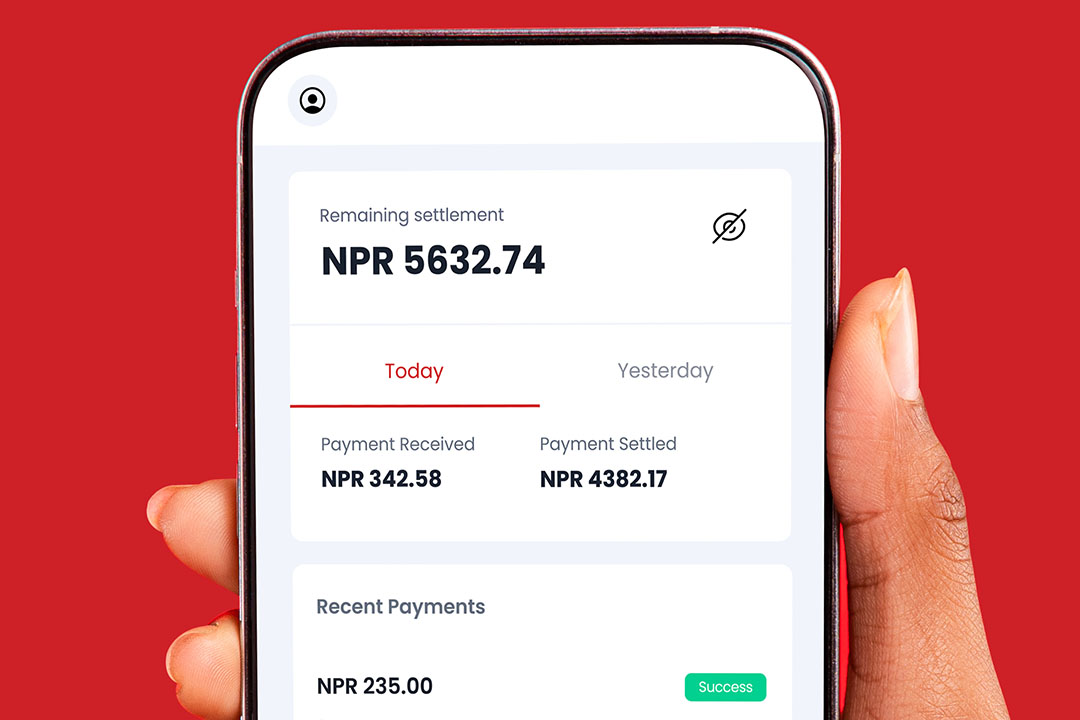 Remaining settlement
NPR 5632.74
Today Yesterday
Payment Received Payment Settled
NPR 342.58 NPR 4382.17
Recent Payments
NPR 235.00 Success